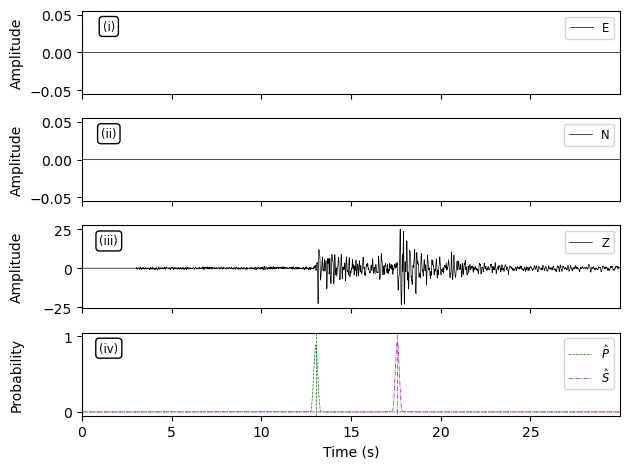 (i)
E
Amplitude
0.05
0.00
−0.05
(ii)
N
Amplitude
0.05
0.00
−0.05
(iii)
Z
Amplitude
25
0
−25
(iv)
P̂
Ŝ
Probability
1
0
0 5 10 15 20 25
Time (s)